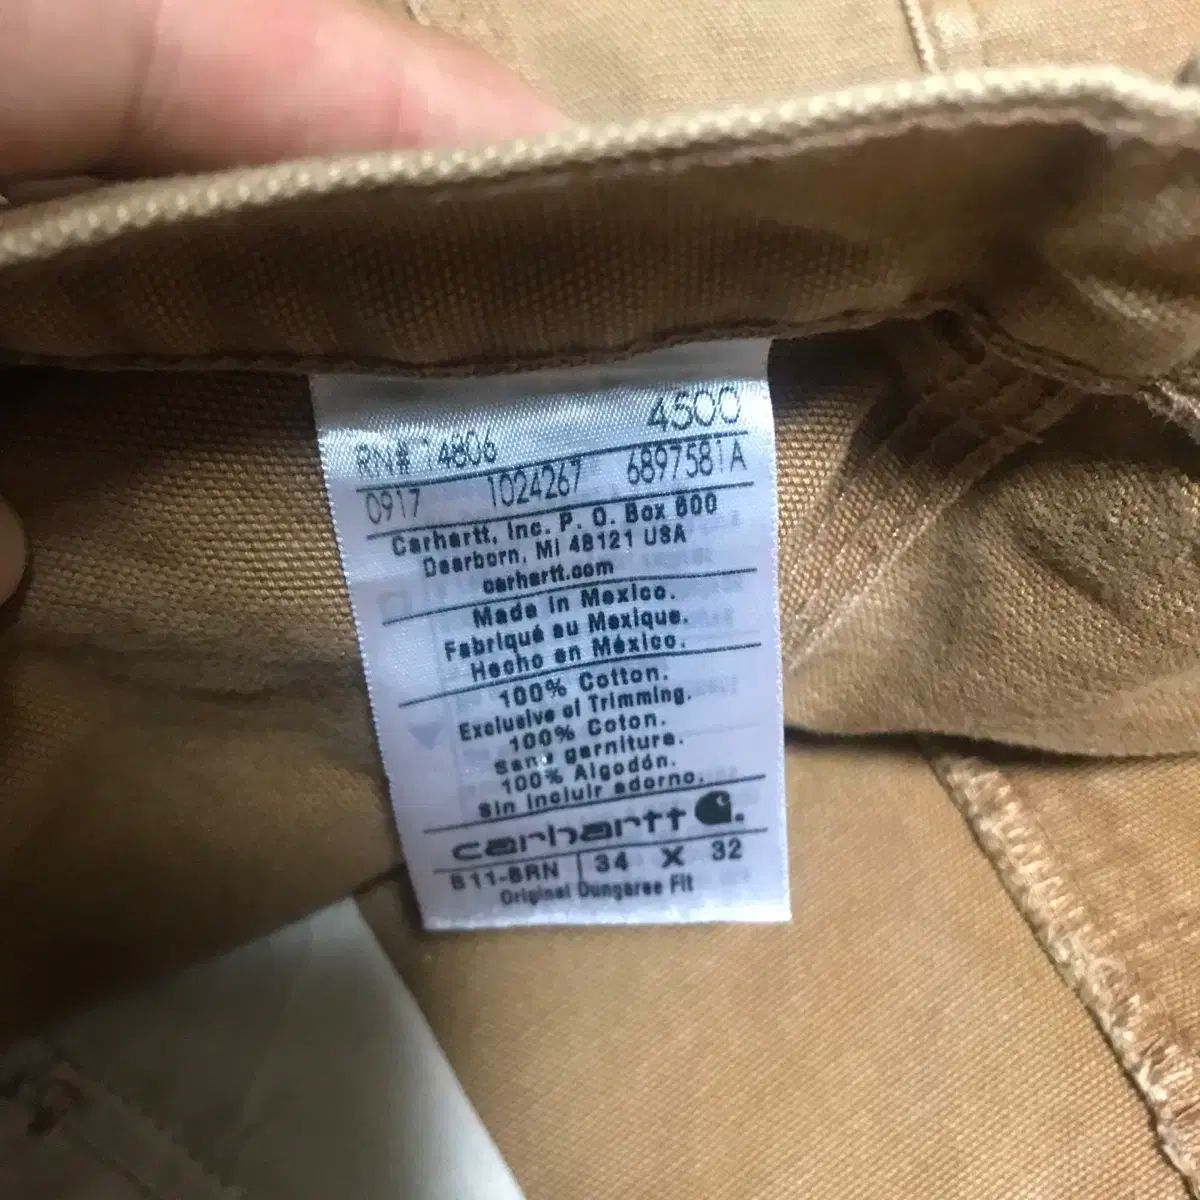 4500
RN# 14806
0917 1024267 6897581A
Carhartt, Inc. P. O. Box 600
Dearborn, MI 48121 USA
carhartt.com
Made in Mexico.
Fabriqué au Mexique.
Hecho en México.
100% Cotton.
Exclusive of Trimming.
100% Coton.
Sans garniture.
100% Algodón.
Sin incluir adorno.
carhartt
B11-BRN 34 X 32
Original Dungaree Fit